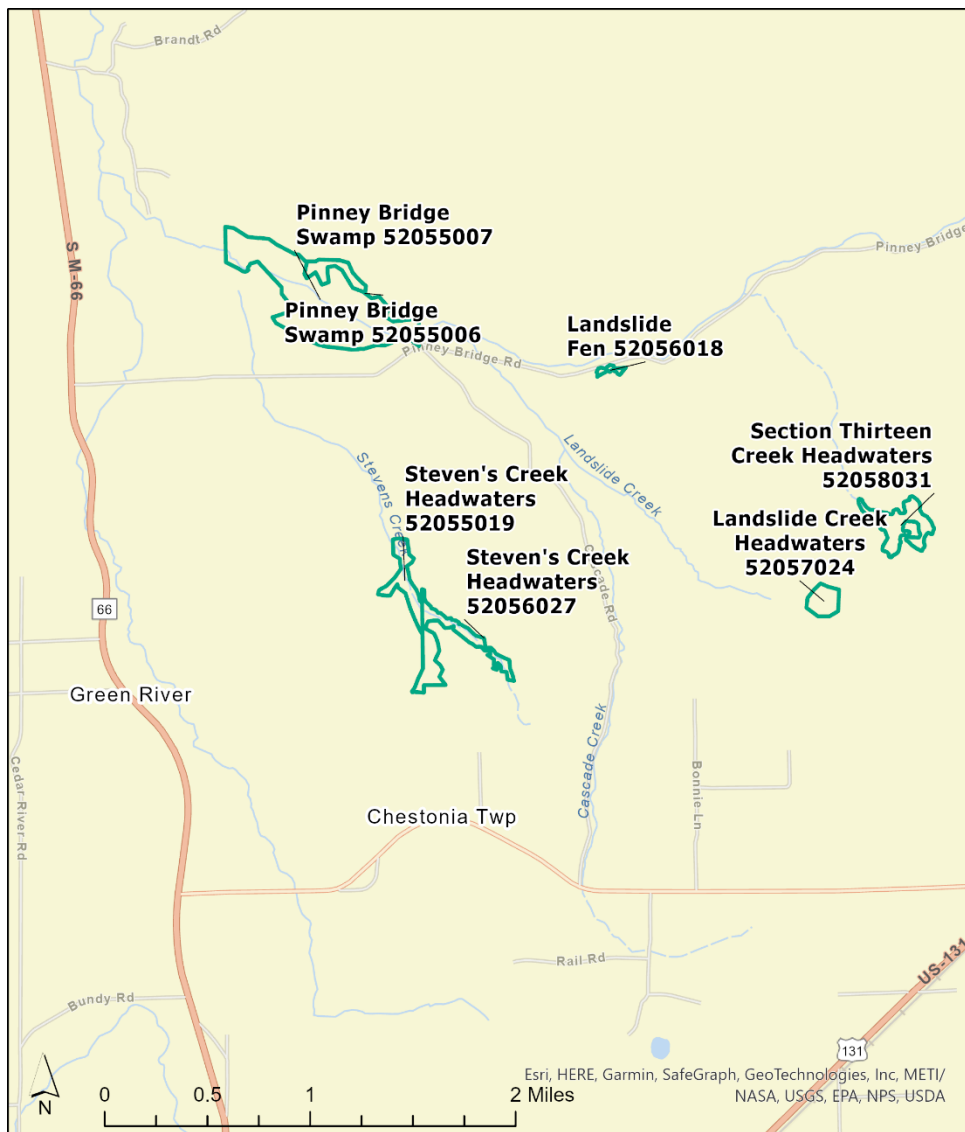 Brandt Rd
S M-66
Pinney Bridge
Swamp 52055007
Pinney Bridge
Pinney Bridge
Swamp 52055006
Landslide
Fen 52056018
Pinney Bridge Rd
Section Thirteen
Creek Headwaters
52058031
Landslide Creek
Stevens Creek
Steven's Creek
Headwaters
52055019
Landslide Creek
Headwaters
52057024
Steven's Creek
Headwaters
52056027
Cascade Rd
66
Green River
Cedar River Rd
Cascade Creek
Bonnie Ln
Chestonia Twp
Rail Rd
US-131
Bundy Rd
131
N
0 0.5 1 2 Miles
Esri, HERE, Garmin, SafeGraph, GeoTechnologies, Inc, METI/
NASA, USGS, EPA, NPS, USDA